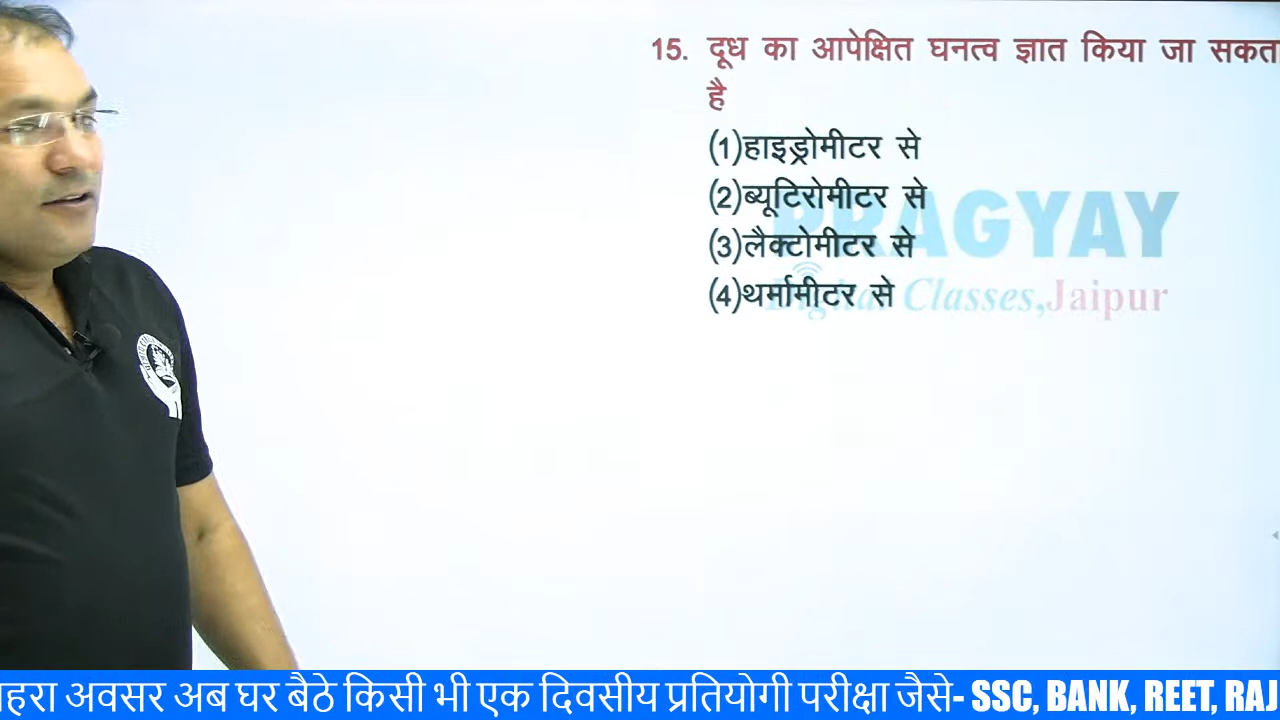 15. दूध का आपेक्षित घनत्व ज्ञात किया जा सकता
है
(1)हाइड्रोमीटर से
(2)ब्यूटिरोमीटर से
(3)लैक्टोमीटर से
(4)थर्मामीटर से
PRAGYAY
Digital Classes,Jaipur
अवसर अब घर बैठे किसी भी एक दिवसीय प्रतियोगी परीक्षा जैसे- SSC, BANK, REET, RAJ